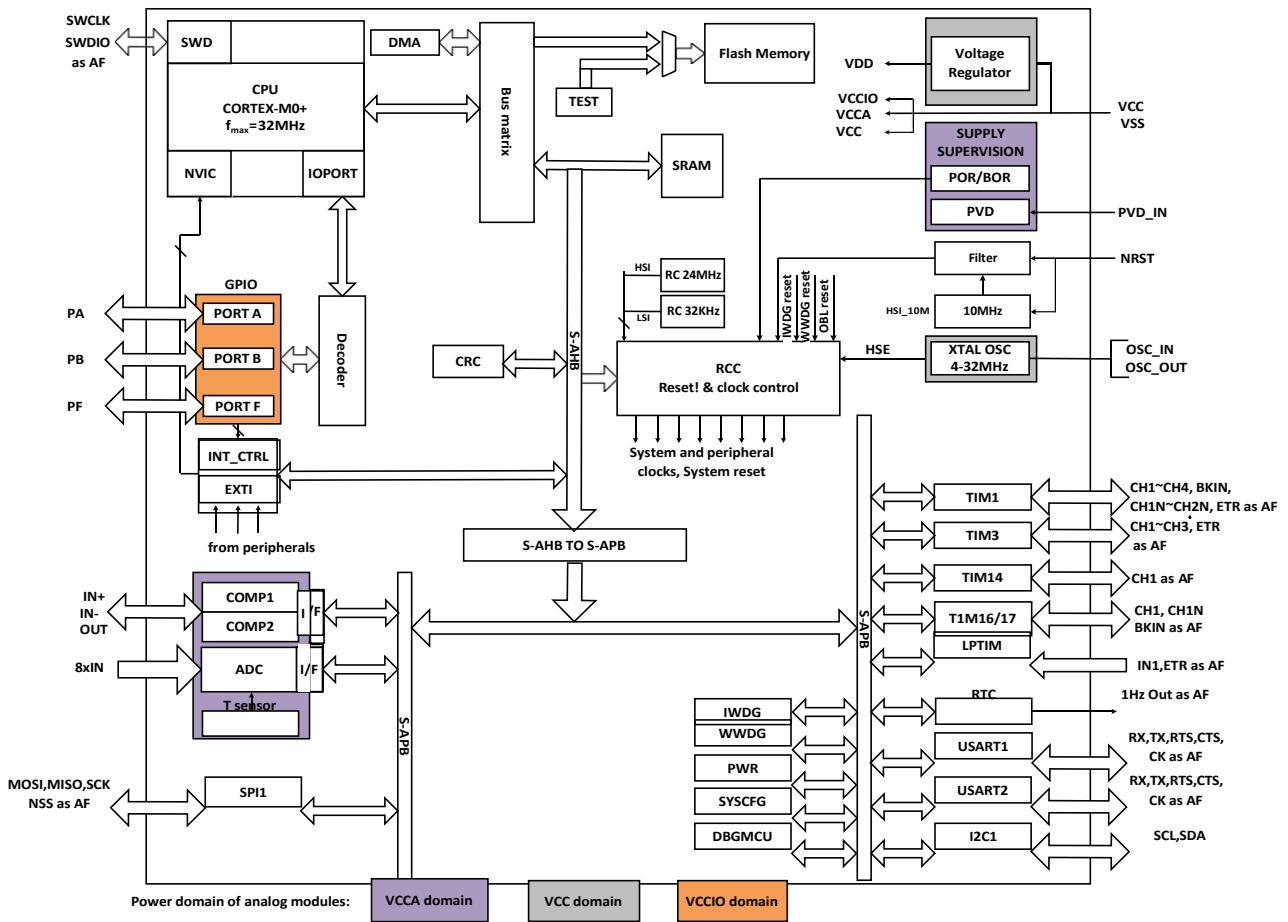 SWCLK
SWDIO
as AF
SWD
CPU
CORTEX-M0+
fmax=32MHz
NVIC
IOPORT
DMA
Bus matrix
Flash Memory
TEST
SRAM
Voltage
Regulator
VDD
VCCIO
VCCA
VCC
VCC
VSS
SUPPLY
SUPERVISION
POR/BOR
PVD
PVD_IN
Filter
NRST
HSI_10M
10MHz
HSI
RC 24MHz
LSI
RC 32KHz
IWDG reset
WWDG reset
OBL reset
HSE
XTAL OSC
4-32MHz
OSC_IN
OSC_OUT
RCC
Reset! & clock control
System and peripheral
clocks, System reset
GPIO
PA
PORT A
PB
PORT B
PF
PORT F
Decoder
CRC
S-AHB
INT_CTRL
EXTI
from peripherals
S-AHB TO S-APB
IN+
IN-
OUT
COMP1
COMP2
I
/F
8xIN
ADC
I/F
T sensor
S-APB
MOSI,MISO,SCK
NSS as AF
SPI1
S-APB
TIM1
CH1~CH4, BKIN,
CH1N~CH2N, ETR as AF
TIM3
CH1~CH3, ETR
as AF
TIM14
CH1 as AF
T1M16/17
CH1, CH1N
BKIN as AF
LPTIM
IN1,ETR as AF
RTC
1Hz Out as AF
IWDG
WWDG
PWR
SYSCFG
DBGMCU
USART1
RX,TX,RTS,CTS,
CK as AF
USART2
RX,TX,RTS,CTS,
CK as AF
I2C1
SCL,SDA
Power domain of analog modules:
VCCA domain
VCC domain
VCCIO domain